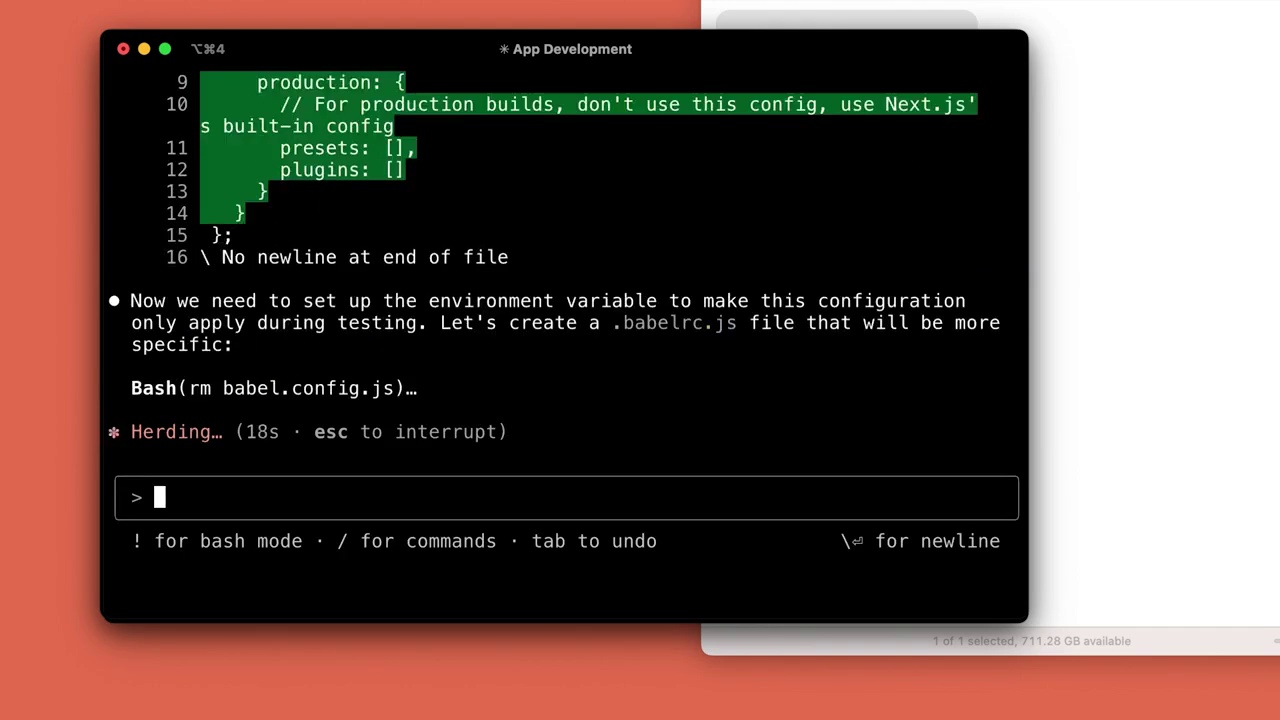 ⌥⌘4
✳ App Development
9 production: {
10 // For production builds, don't use this config, use Next.js'
s built-in config
11 presets: [],
12 plugins: []
13 }
14 }
15 };
16 \ No newline at end of file
● Now we need to set up the environment variable to make this configuration
only apply during testing. Let's create a .babelrc.js file that will be more
specific:
Bash(rm babel.config.js)…
✽ Herding… (18s · esc to interrupt)
>
! for bash mode · / for commands · tab to undo
\⏎ for newline
1 of 1 selected, 711.28 GB available